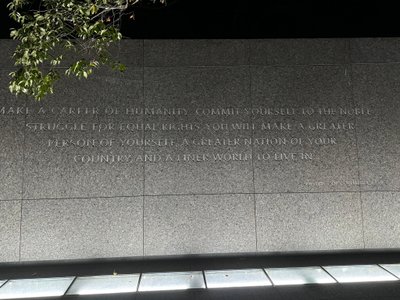 MAKE A CAREER OF HUMANITY. COMMIT YOURSELF TO THE NOBLE
STRUGGLE FOR EQUAL RIGHTS. YOU WILL MAKE A GREATER
PERSON OF YOURSELF, A GREATER NATION OF YOUR
COUNTRY, AND A FINER WORLD TO LIVE IN.